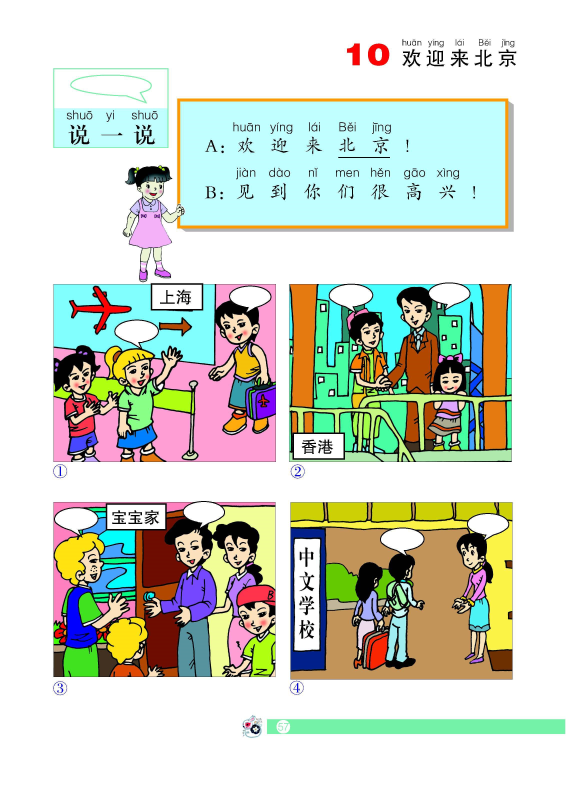 huān yíng lái Běi jīng
10 欢迎来北京
shuō yi shuō
说一说
huān yíng lái Běi jīng
A: 欢迎来北京!
jiàn dào nǐ men hěn gāo xìng
B: 见到你们很高兴!
上海
①
香港
②
宝宝家
③
中文学校
④
57